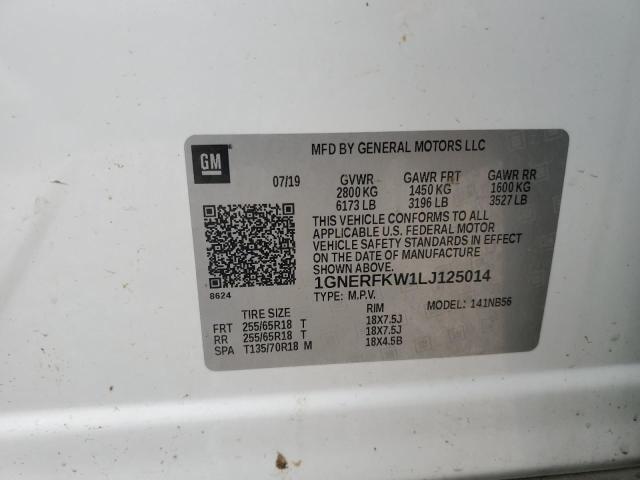 GM
MFD BY GENERAL MOTORS LLC
07/19 GVWR GAWR FRT GAWR RR
2800 KG 1450 KG 1600 KG
6173 LB 3196 LB 3527 LB
THIS VEHICLE CONFORMS TO ALL
APPLICABLE U.S. FEDERAL MOTOR
VEHICLE SAFETY STANDARDS IN EFFECT
ON THE DATE OF MANUFACTURE
SHOWN ABOVE.
8624
1GNERFKW1LJ125014
TYPE: M.P.V. MODEL: 141NB56
TIRE SIZE RIM
FRT 255/65R18 T 18X7.5J
RR 255/65R18 T 18X7.5J
SPA T135/70R18 M 18X4.5B